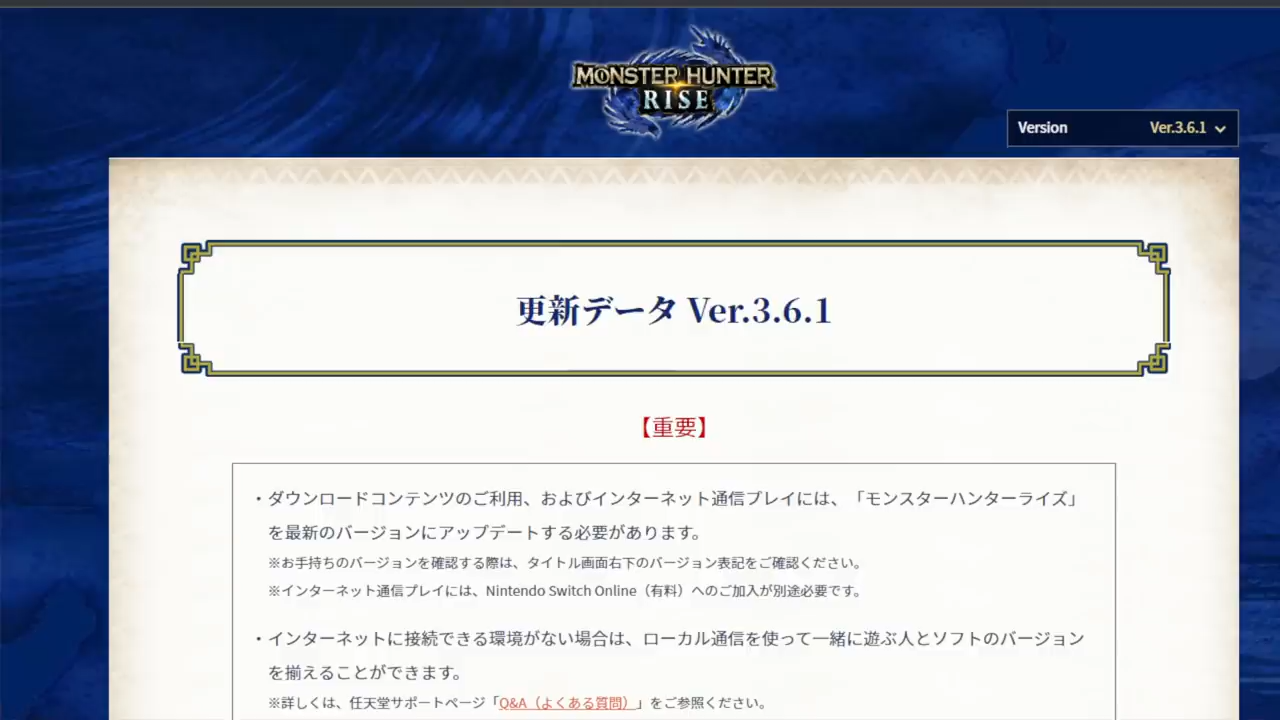 MONSTER HUNTER
RISE
Version Ver.3.6.1
更新データ Ver.3.6.1
【重要】
・ダウンロードコンテンツのご利用、およびインターネット通信プレイには、「モンスターハンターライズ」
を最新のバージョンにアップデートする必要があります。
※お手持ちのバージョンを確認する際は、タイトル画面右下のバージョン表記をご確認ください。
※インターネット通信プレイには、Nintendo Switch Online（有料）へのご加入が別途必要です。
・インターネットに接続できる環境がない場合は、ローカル通信を使って一緒に遊ぶ人とソフトのバージョン
を揃えることができます。
※詳しくは、任天堂サポートページ「Q&A（よくある質問）」をご参照ください。